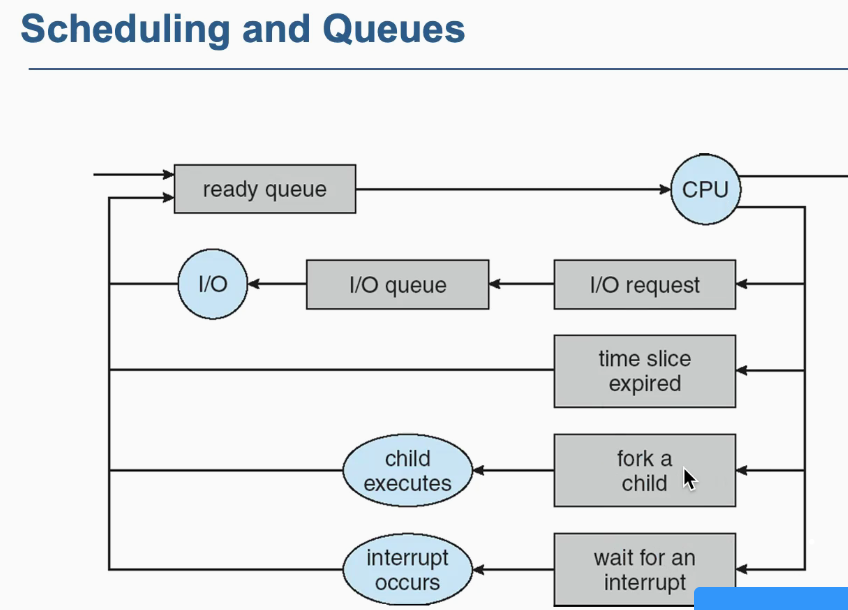 Scheduling and Queues
ready queue
CPU
I/O
I/O queue
I/O request
time slice
expired
child
executes
fork a
child
interrupt
occurs
wait for an
interrupt